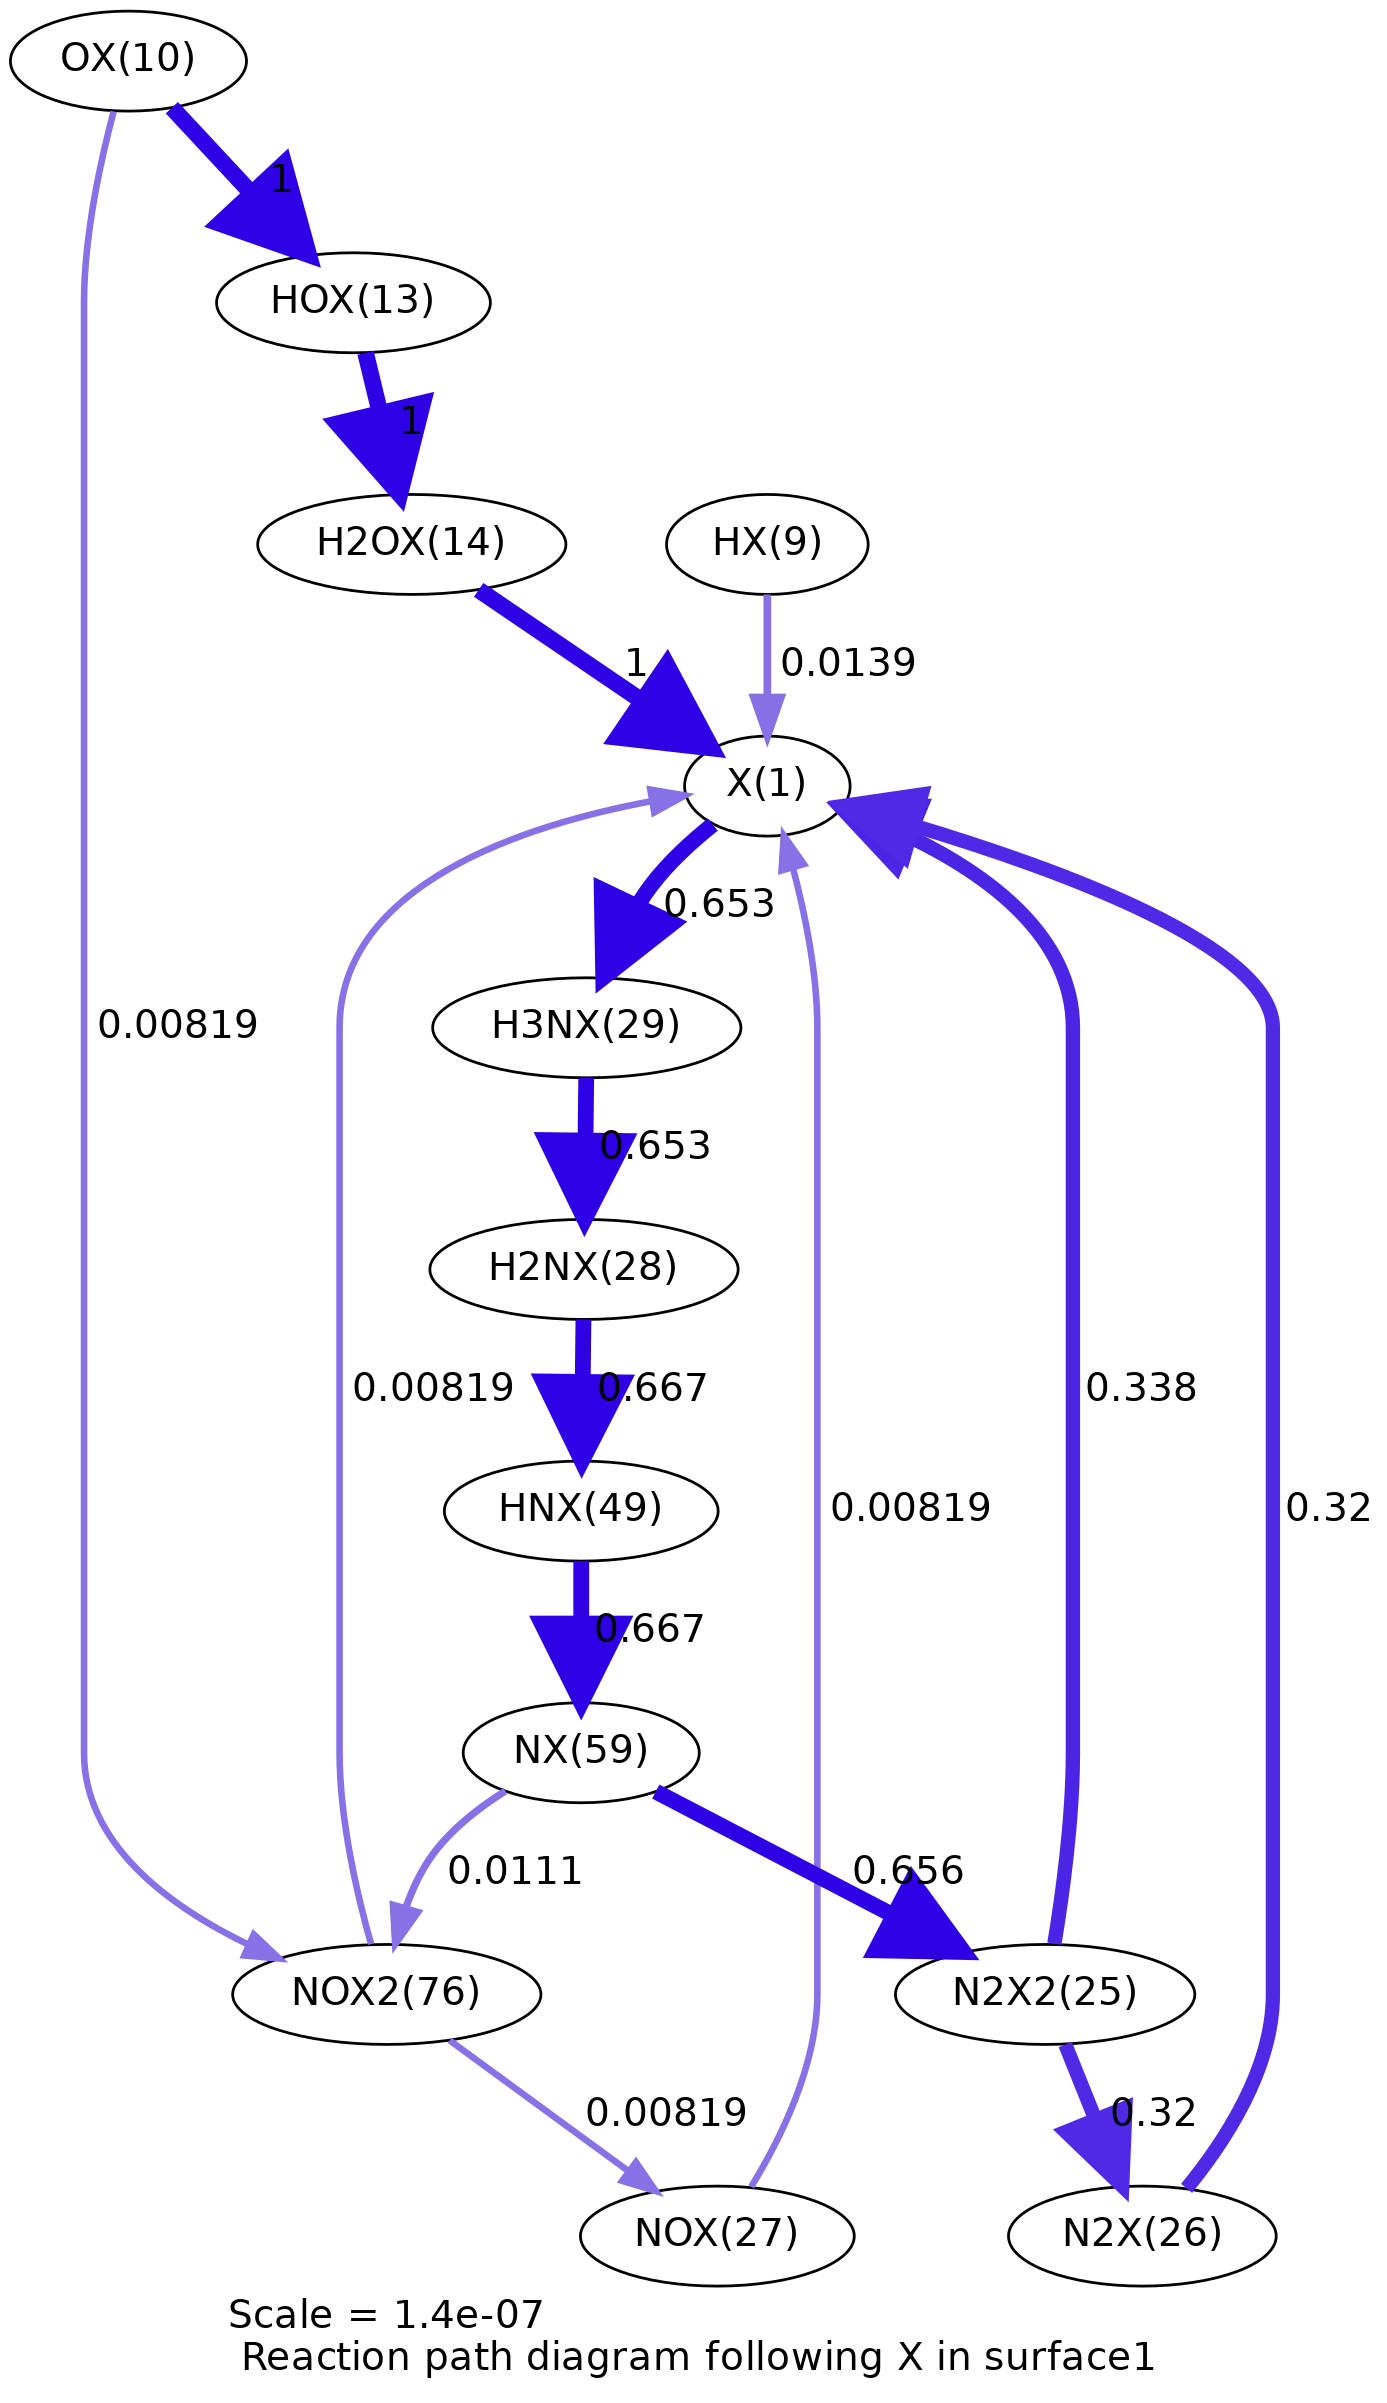 OX(10)
1
HOX(13)
1
H2OX(14)
HX(9)
1
0.0139
X(1)
0.653
H3NX(29)
0.00819
0.653
H2NX(28)
0.00819
0.667
0.338
HNX(49)
0.00819
0.32
0.667
NX(59)
0.0111
0.656
NOX2(76)
N2X2(25)
0.00819
0.32
NOX(27)
N2X(26)
Scale = 1.4e-07
Reaction path diagram following X in surface1